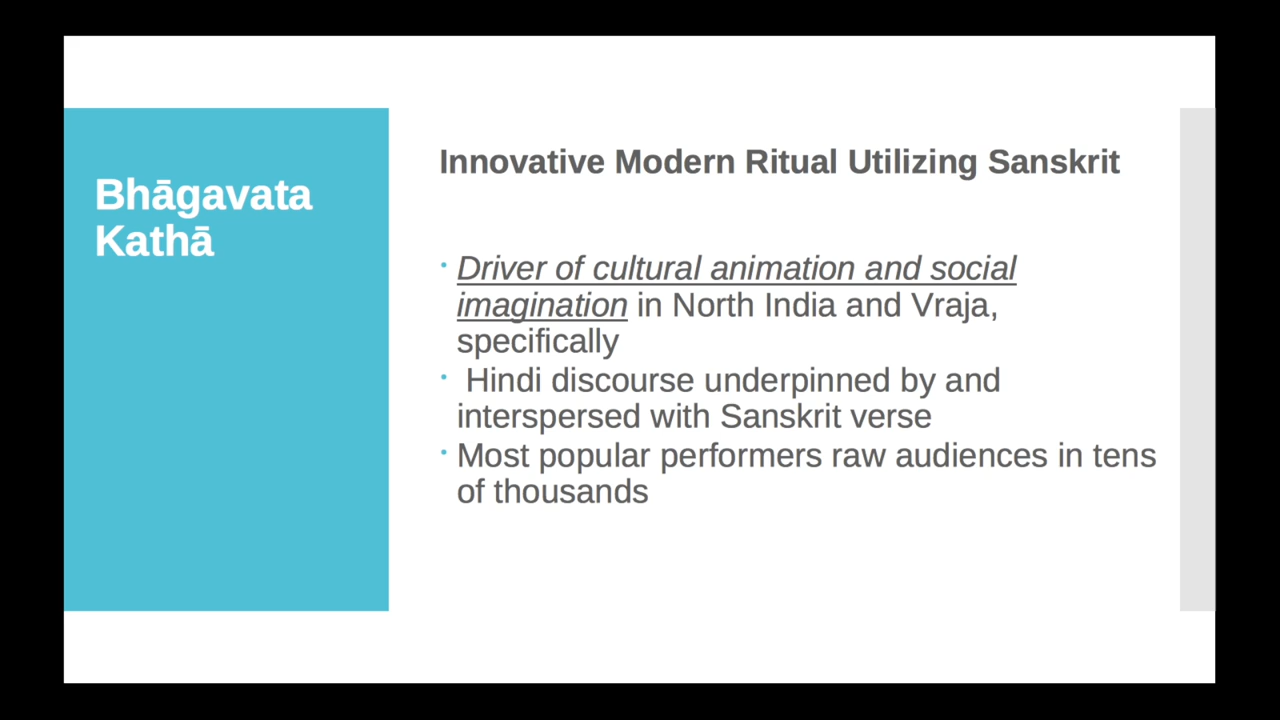 Bhāgavata
Kathā
Innovative Modern Ritual Utilizing Sanskrit
Driver of cultural animation and social
imagination in North India and Vraja,
specifically
Hindi discourse underpinned by and
interspersed with Sanskrit verse
Most popular performers raw audiences in tens
of thousands